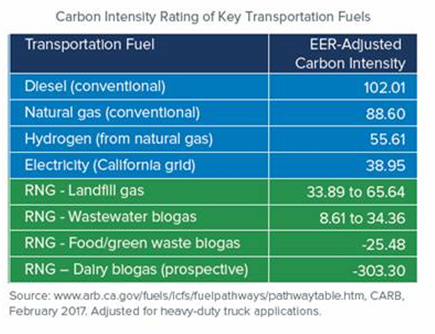 Carbon Intensity Rating of Key Transportation Fuels
Transportation Fuel EER-Adjusted
Carbon Intensity
Diesel (conventional) 102.01
Natural gas (conventional) 88.60
Hydrogen (from natural gas) 55.61
Electricity (California grid) 38.95
RNG - Landfill gas 33.89 to 65.64
RNG - Wastewater biogas 8.61 to 34.36
RNG - Food/green waste biogas -25.48
RNG – Dairy biogas (prospective) -303.30
Source: www.arb.ca.gov/fuels/lcfs/fuelpathways/pathwaytable.htm, CARB,
February 2017. Adjusted for heavy-duty truck applications.